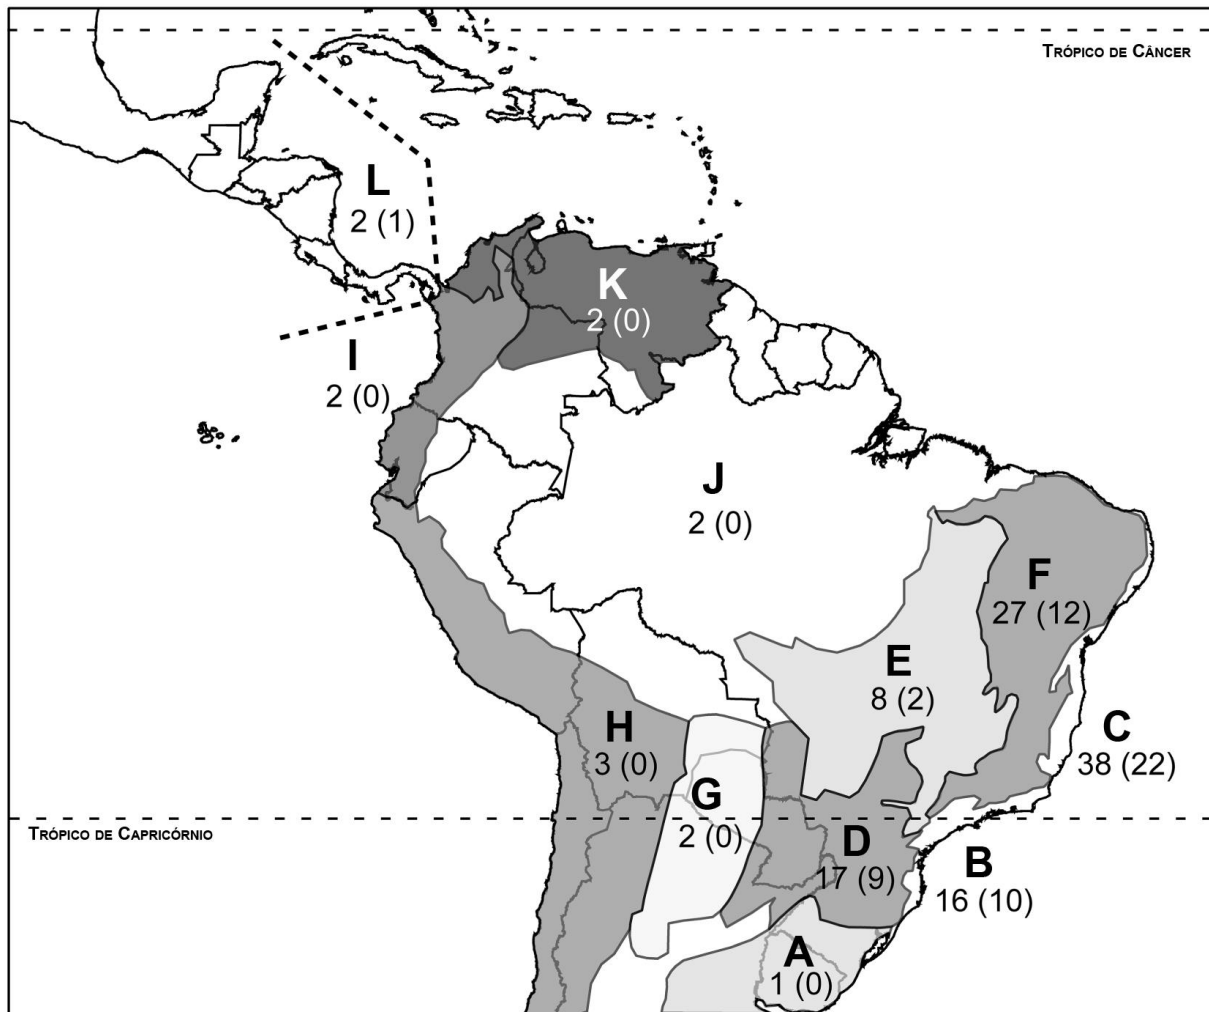 TRÓPICO DE CÂNCER
L
2 (1)
K
2 (0)
I
2 (0)
J
2 (0)
F
27 (12)
E
8 (2)
C
38 (22)
H
3 (0)
G
2 (0)
TRÓPICO DE CAPRICÓRNIO
D
17 (9)
B
16 (10)
A
1 (0)